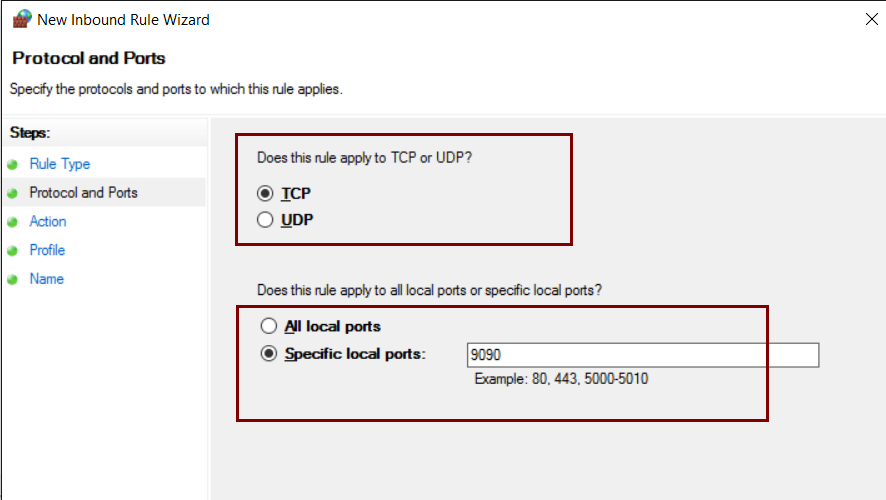 New Inbound Rule Wizard
Protocol and Ports
Specify the protocols and ports to which this rule applies.
Steps:
Rule Type
Protocol and Ports
Action
Profile
Name
Does this rule apply to TCP or UDP?
TCP
UDP
Does this rule apply to all local ports or specific local ports?
All local ports
Specific local ports:
9090
Example: 80, 443, 5000-5010